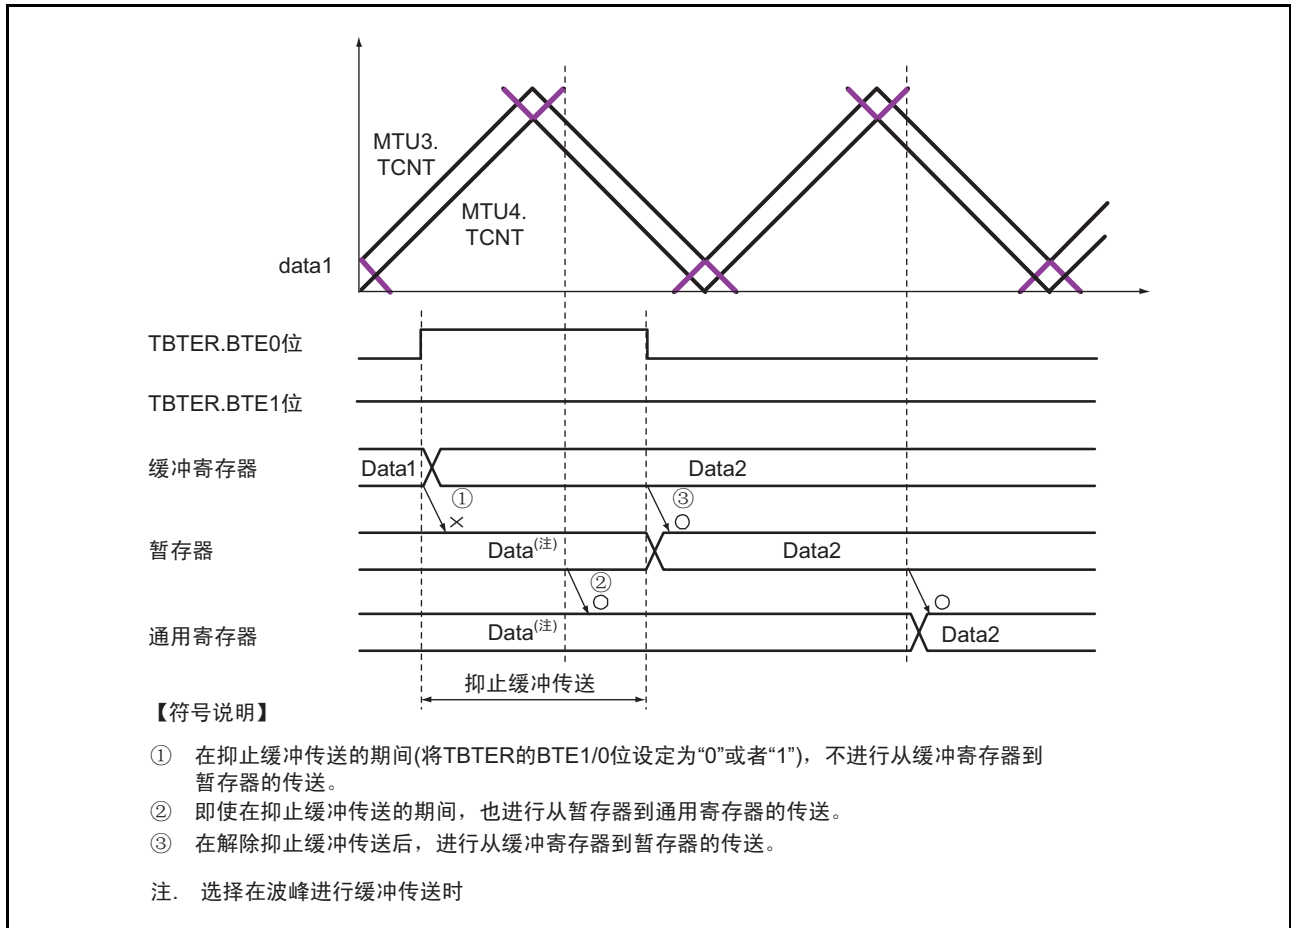 MTU3.
TCNT
MTU4.
TCNT
data1
TBTER.BTE0位
TBTER.BTE1位
缓冲寄存器
Data1
Data2
①
×
③
○
暂存器
Data(注)
Data2
②
○
○
通用寄存器
Data(注)
Data2
抑止缓冲传送
【符号说明】
① 在抑止缓冲传送的期间(将TBTER的BTE1/0位设定为“0”或者“1”)，不进行从缓冲寄存器到
暂存器的传送。
② 即使在抑止缓冲传送的期间，也进行从暂存器到通用寄存器的传送。
③ 在解除抑止缓冲传送后，进行从缓冲寄存器到暂存器的传送。
注. 选择在波峰进行缓冲传送时